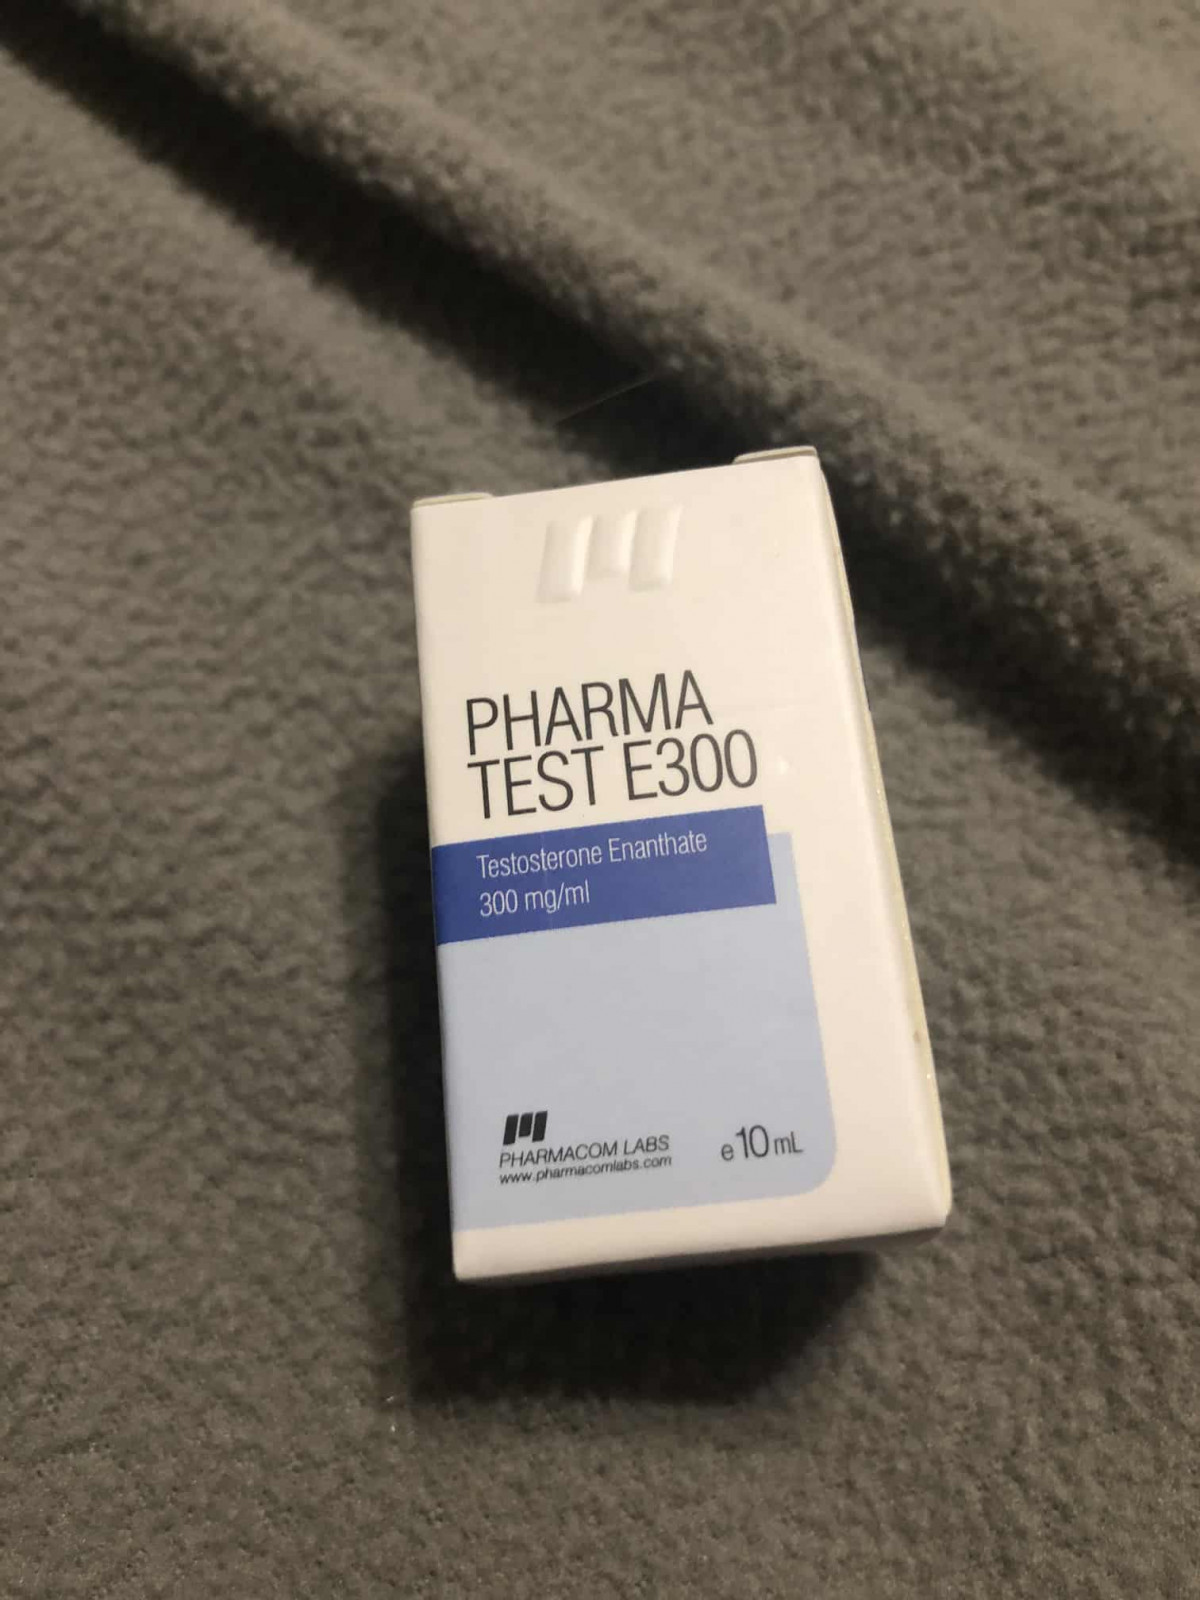 PHARMA
TEST E300
Testosterone Enanthate
300 mg/ml
PHARMACOM LABS
www.pharmacomlabs.com
e 10 mL